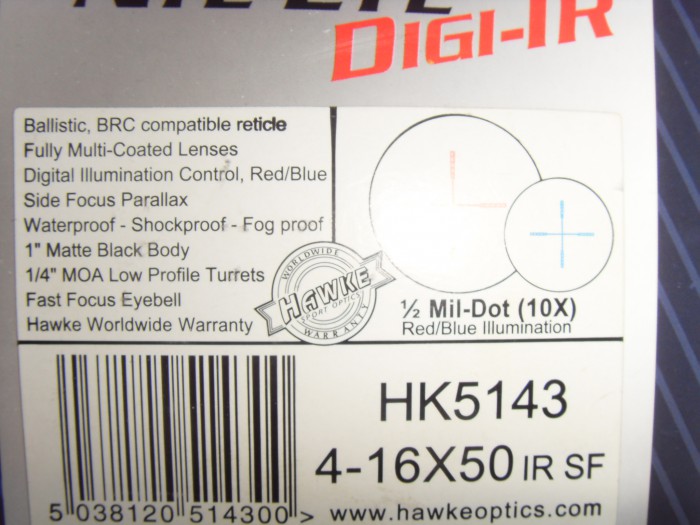 DIGI-IR
Ballistic, BRC compatible reticle
Fully Multi-Coated Lenses
Digital Illumination Control, Red/Blue
Side Focus Parallax
Waterproof - Shockproof - Fog proof
1" Matte Black Body
1/4" MOA Low Profile Turrets
Fast Focus Eyebell
Hawke Worldwide Warranty
WORLDWIDE
HAWKE
SPORT OPTICS
WARRANTY
½ Mil-Dot (10X)
Red/Blue Illumination
HK5143
4-16X50 IR SF
5 038120 514300 >
www.hawkeoptics.com